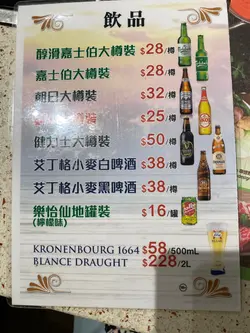 飲品
醇滑嘉士伯大樽裝 $28/樽
嘉士伯大樽裝 $28/樽
朝日大樽裝 $32/樽
大樽裝 $25/樽
健力士大樽裝 $50/樽
艾丁格小麥白啤酒 $38/樽
艾丁格小麥黑啤酒 $38/樽
樂怡仙地罐裝 $16/罐
(檸檬味)
KRONENBOURG 1664 $58/500mL
BLANCE DRAUGHT $228/2L